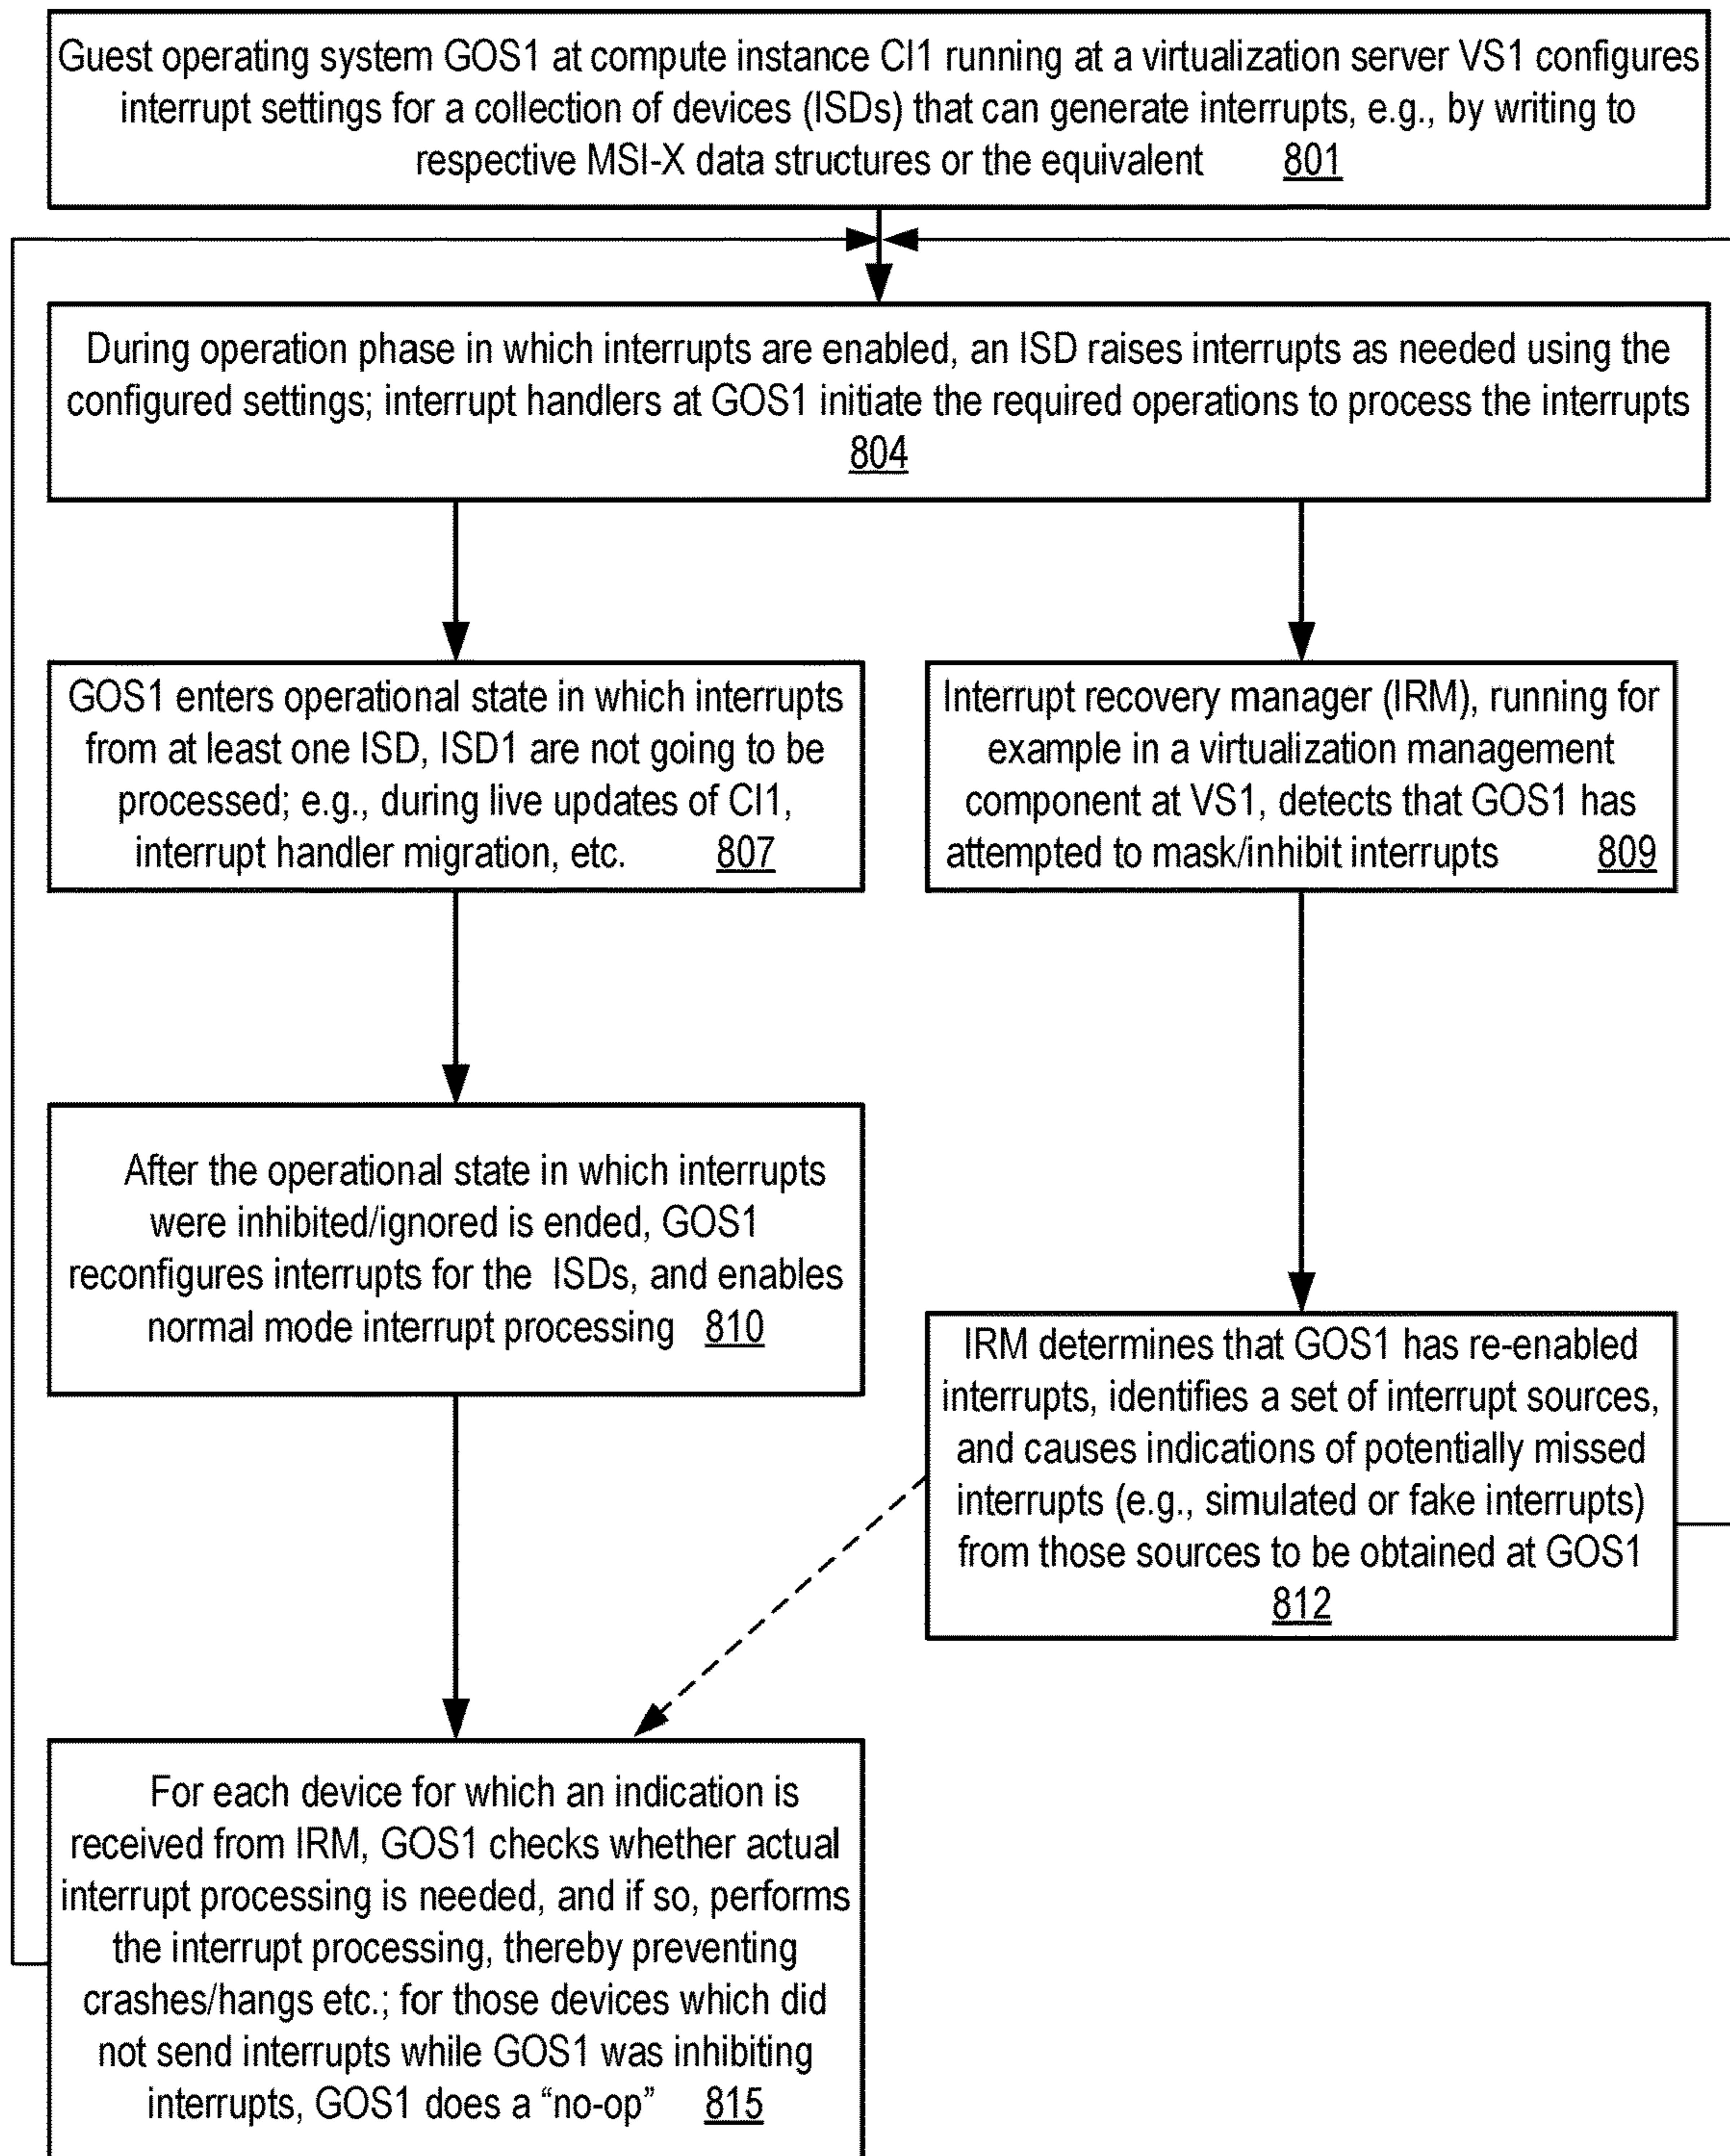 Guest operating system GOS1 at compute instance CI1 running at a virtualization server VS1 configures
interrupt settings for a collection of devices (ISDs) that can generate interrupts, e.g., by writing to
respective MSI-X data structures or the equivalent 801
During operation phase in which interrupts are enabled, an ISD raises interrupts as needed using the
configured settings; interrupt handlers at GOS1 initiate the required operations to process the interrupts
804
GOS1 enters operational state in which interrupts
from at least one ISD, ISD1 are not going to be
processed; e.g., during live updates of CI1,
interrupt handler migration, etc. 807
Interrupt recovery manager (IRM), running for
example in a virtualization management
component at VS1, detects that GOS1 has
attempted to mask/inhibit interrupts 809
After the operational state in which interrupts
were inhibited/ignored is ended, GOS1
reconfigures interrupts for the ISDs, and enables
normal mode interrupt processing 810
IRM determines that GOS1 has re-enabled
interrupts, identifies a set of interrupt sources,
and causes indications of potentially missed
interrupts (e.g., simulated or fake interrupts)
from those sources to be obtained at GOS1
812
For each device for which an indication is
received from IRM, GOS1 checks whether actual
interrupt processing is needed, and if so, performs
the interrupt processing, thereby preventing
crashes/hangs etc.; for those devices which did
not send interrupts while GOS1 was inhibiting
interrupts, GOS1 does a “no-op” 815